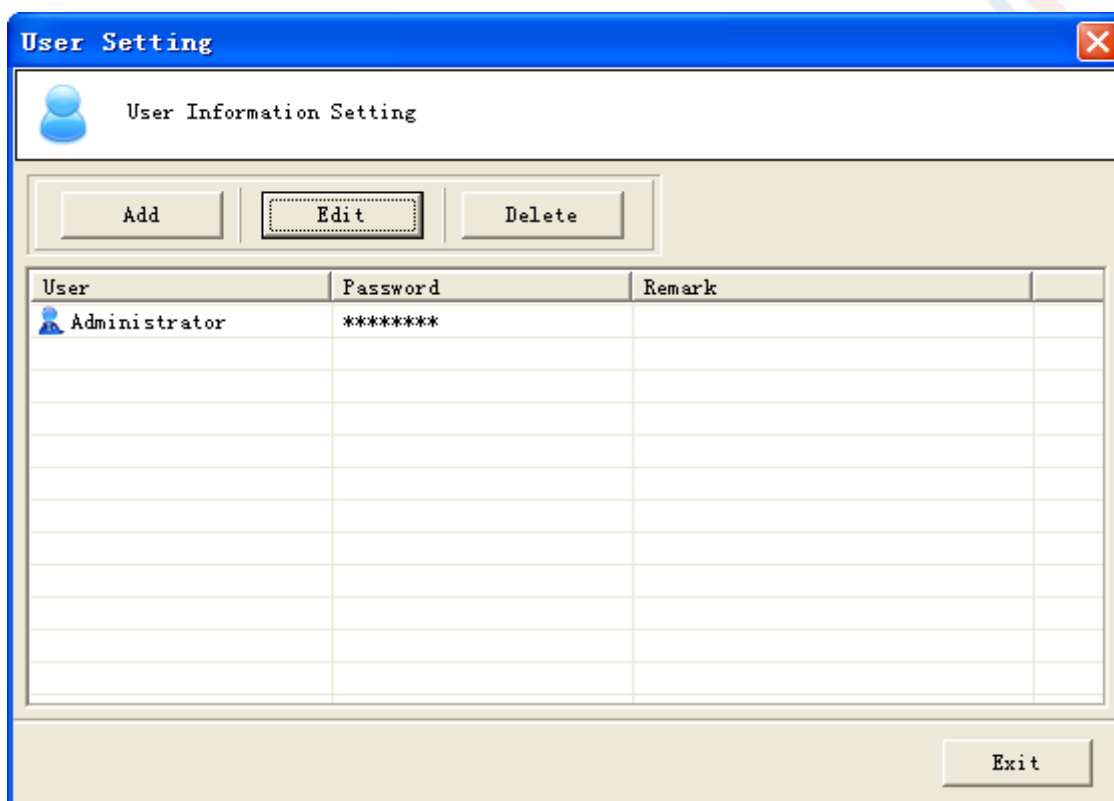 User Setting
User Information Setting
Add Edit Delete
User Password Remark
Administrator ********
Exit